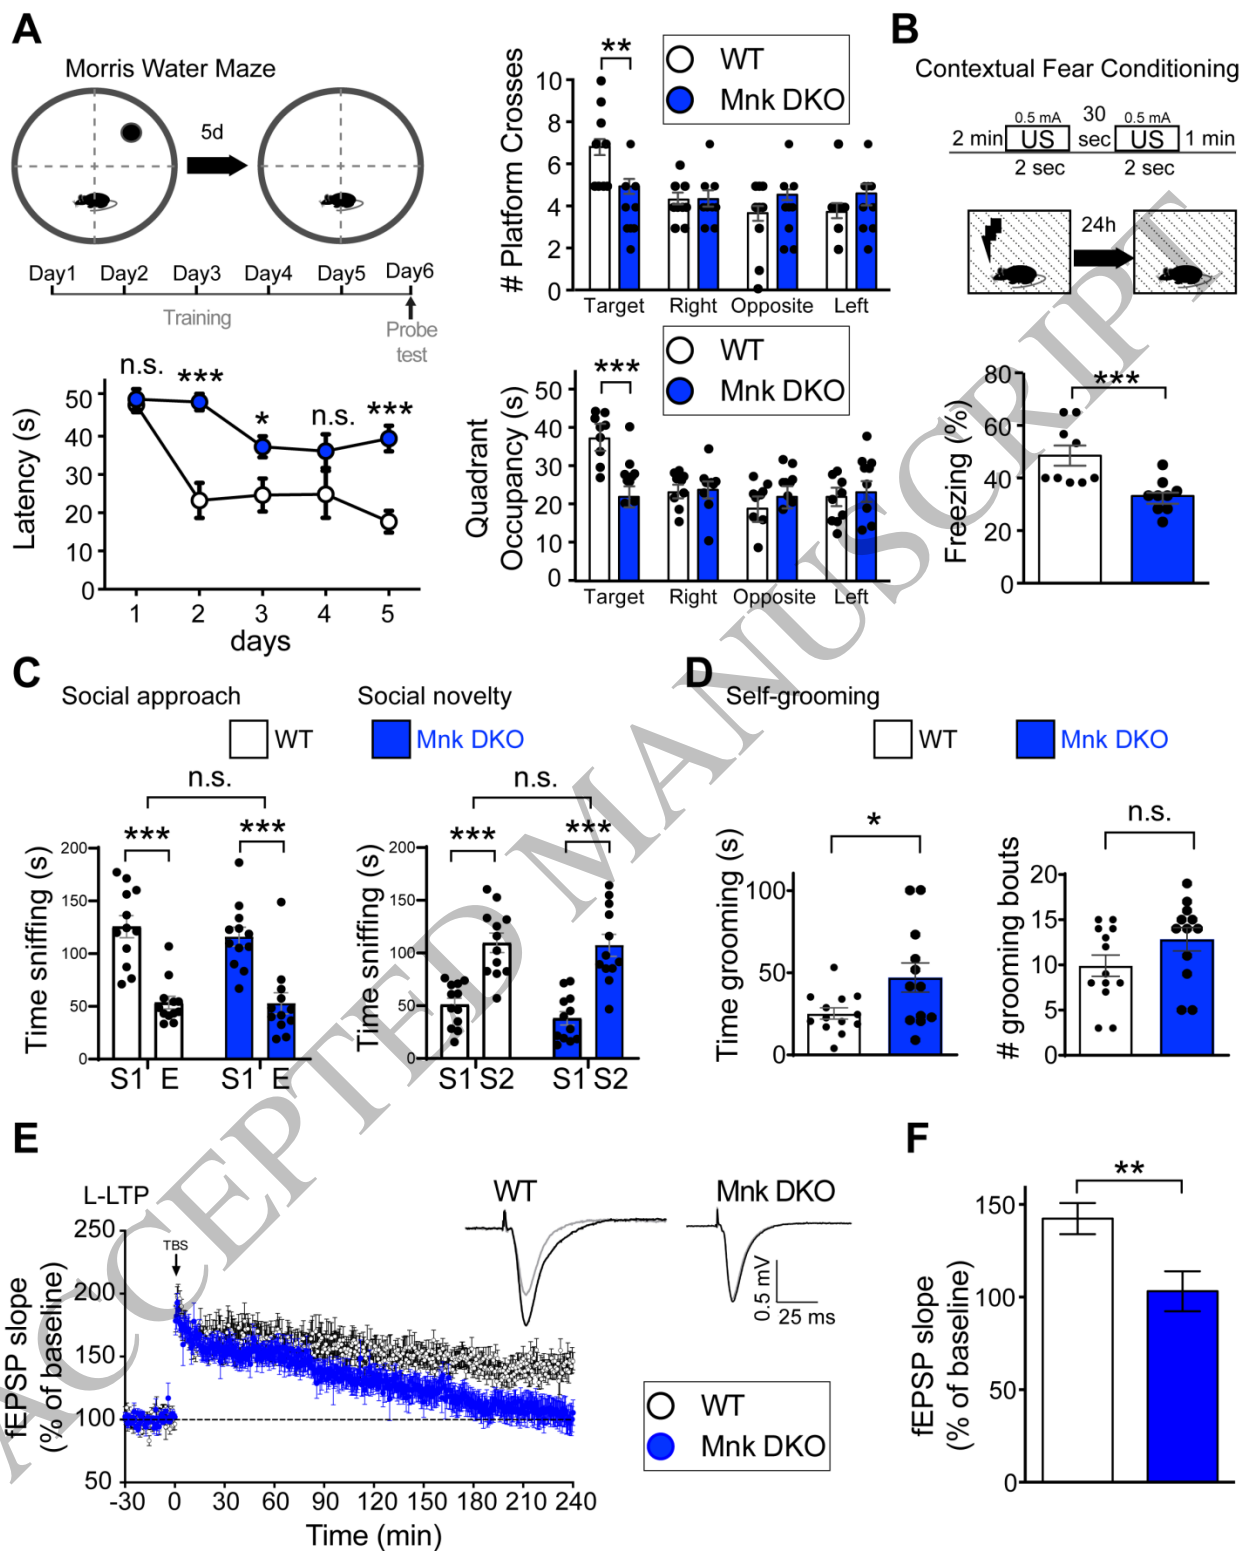 A
Morris Water Maze
5d
Day1 Day2 Day3 Day4 Day5 Day6
Training
Probe
test
n.s. *** * n.s. ***
Latency (s)
50
40
30
20
10
0
1 2 3 4 5
days
**
WT
Mnk DKO
# Platform Crosses
10
8
6
4
2
0
Target Right Opposite Left
***
WT
Mnk DKO
Quadrant
Occupancy (s)
50
40
30
20
10
0
Target Right Opposite Left
B
Contextual Fear Conditioning
2 min 0.5 mA US 2 sec 30 sec 0.5 mA US 2 sec 1 min
24h
***
Freezing (%)
80
60
40
20
0
C
Social approach Social novelty
WT Mnk DKO
n.s.
*** ***
Time sniffing (s)
200
150
100
50
0
S1 E S1 E
n.s.
*** ***
Time sniffing (s)
200
150
100
50
0
S1 S2 S1 S2
D
Self-grooming
WT Mnk DKO
*
Time grooming (s)
100
50
0
n.s.
# grooming bouts
20
15
10
5
0
E
L-LTP
TBS
WT Mnk DKO
0.5 mV
25 ms
fEPSP slope
(% of baseline)
250
200
150
100
50
-30 0 30 60 90 120 150 180 210 240
Time (min)
WT
Mnk DKO
F
**
fEPSP slope
(% of baseline)
150
100
50
0
ACCEPTED MANUSCRIPT